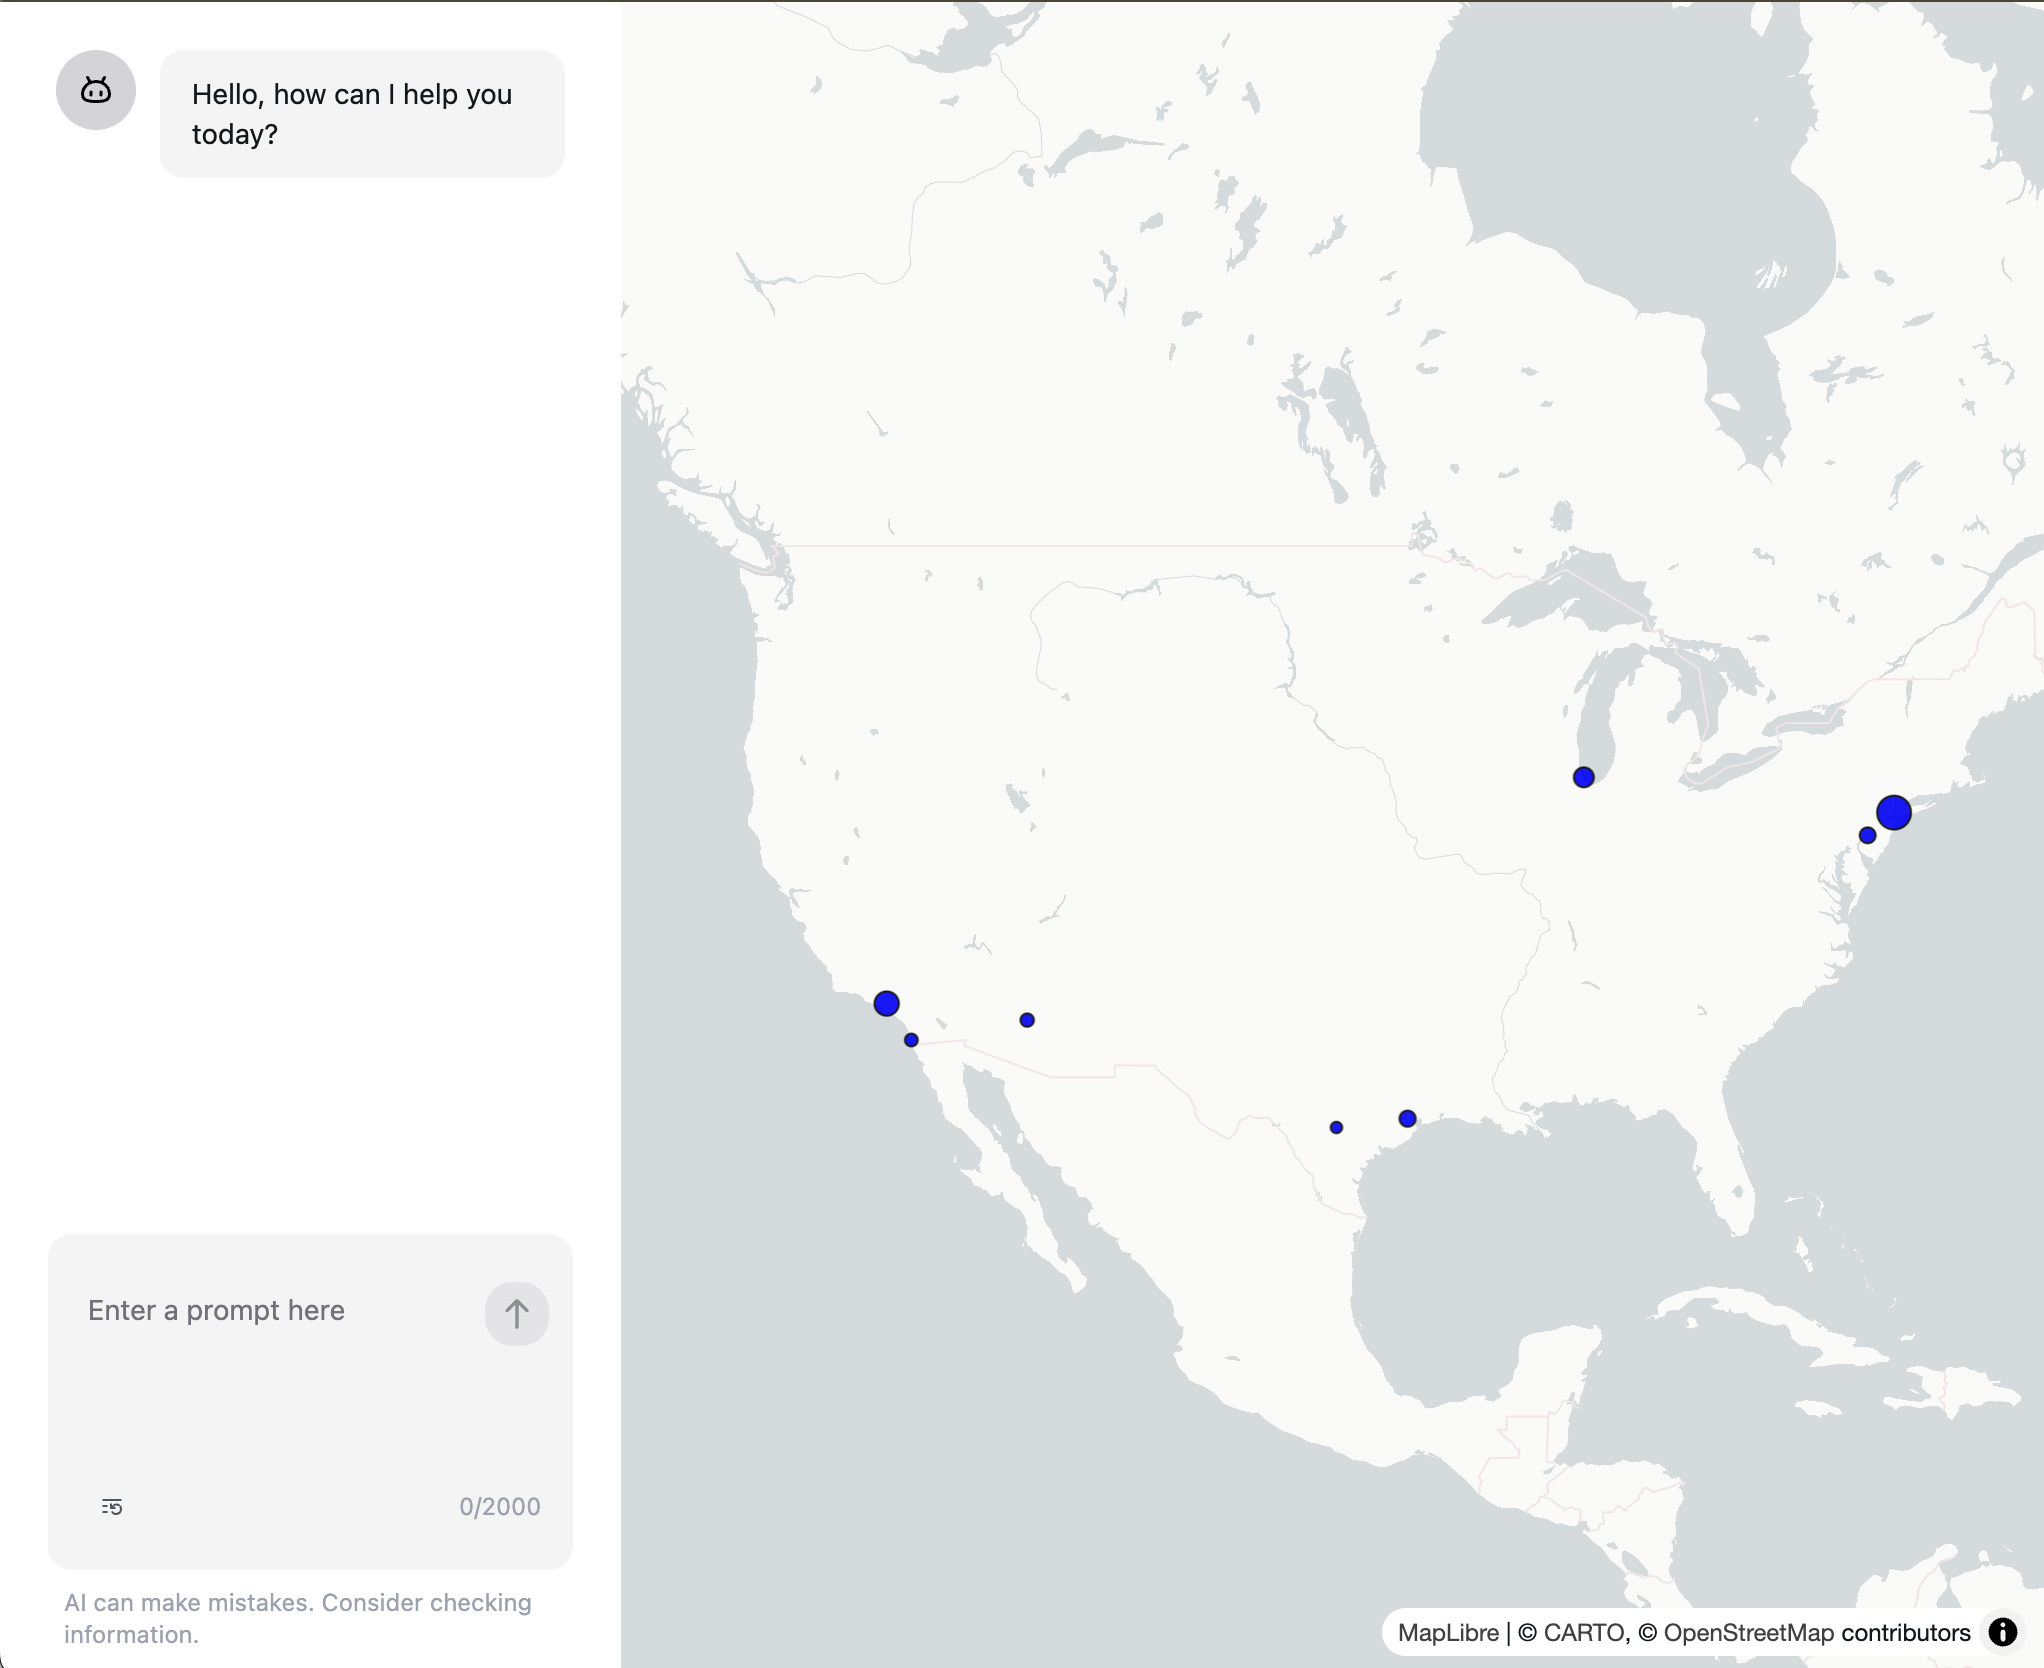 Hello, how can I help you
today?
Enter a prompt here
0/2000
AI can make mistakes. Consider checking
information.
MapLibre | © CARTO, © OpenStreetMap contributors